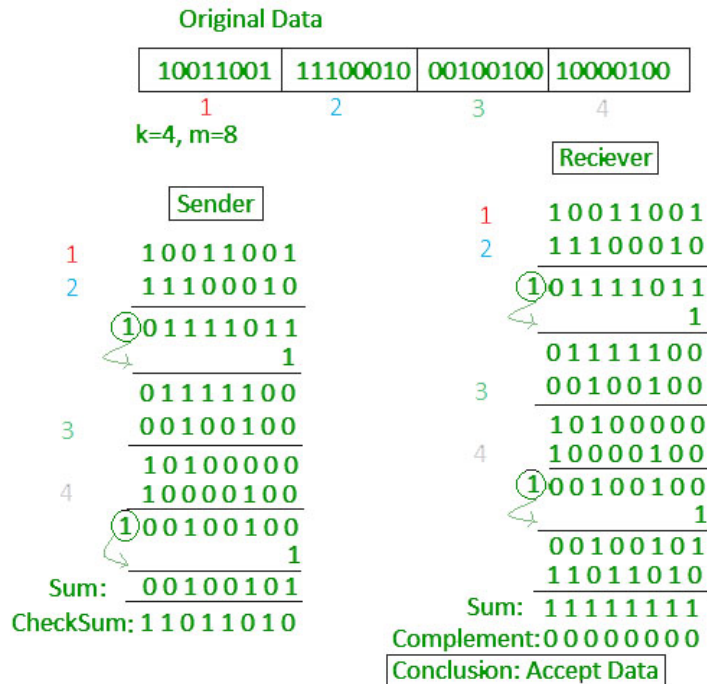 Original Data
10011001 11100010 00100100 10000100
1 2 3 4
k=4, m=8
Sender
1 10011001
2 11100010
1 01111011
1
01111100
3 00100100
10100000
4 10000100
1 00100100
1
Sum: 00100101
CheckSum: 11011010
Reciever
1 10011001
2 11100010
1 01111011
1
01111100
3 00100100
10100000
4 10000100
1 00100100
1
00100101
11011010
Sum: 11111111
Complement: 00000000
Conclusion: Accept Data